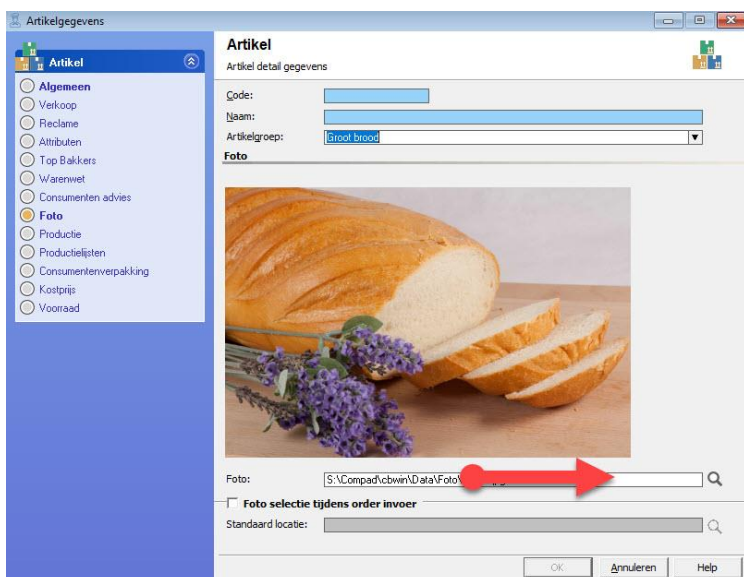 Artikelgegevens
Artikel
Algemeen
Verkoop
Reclame
Attributen
Top Bakkers
Warenwet
Consumenten advies
Foto
Productie
Productielijsten
Consumentenverpakking
Kostprijs
Voorraad
Artikel
Artikel detail gegevens
Code:
Naam:
Artikelgroep: Groot brood
Foto
Foto: S:\Compad\cbwin\Data\Foto\
Foto selectie tijdens order invoer
Standaard locatie:
OK Annuleren Help